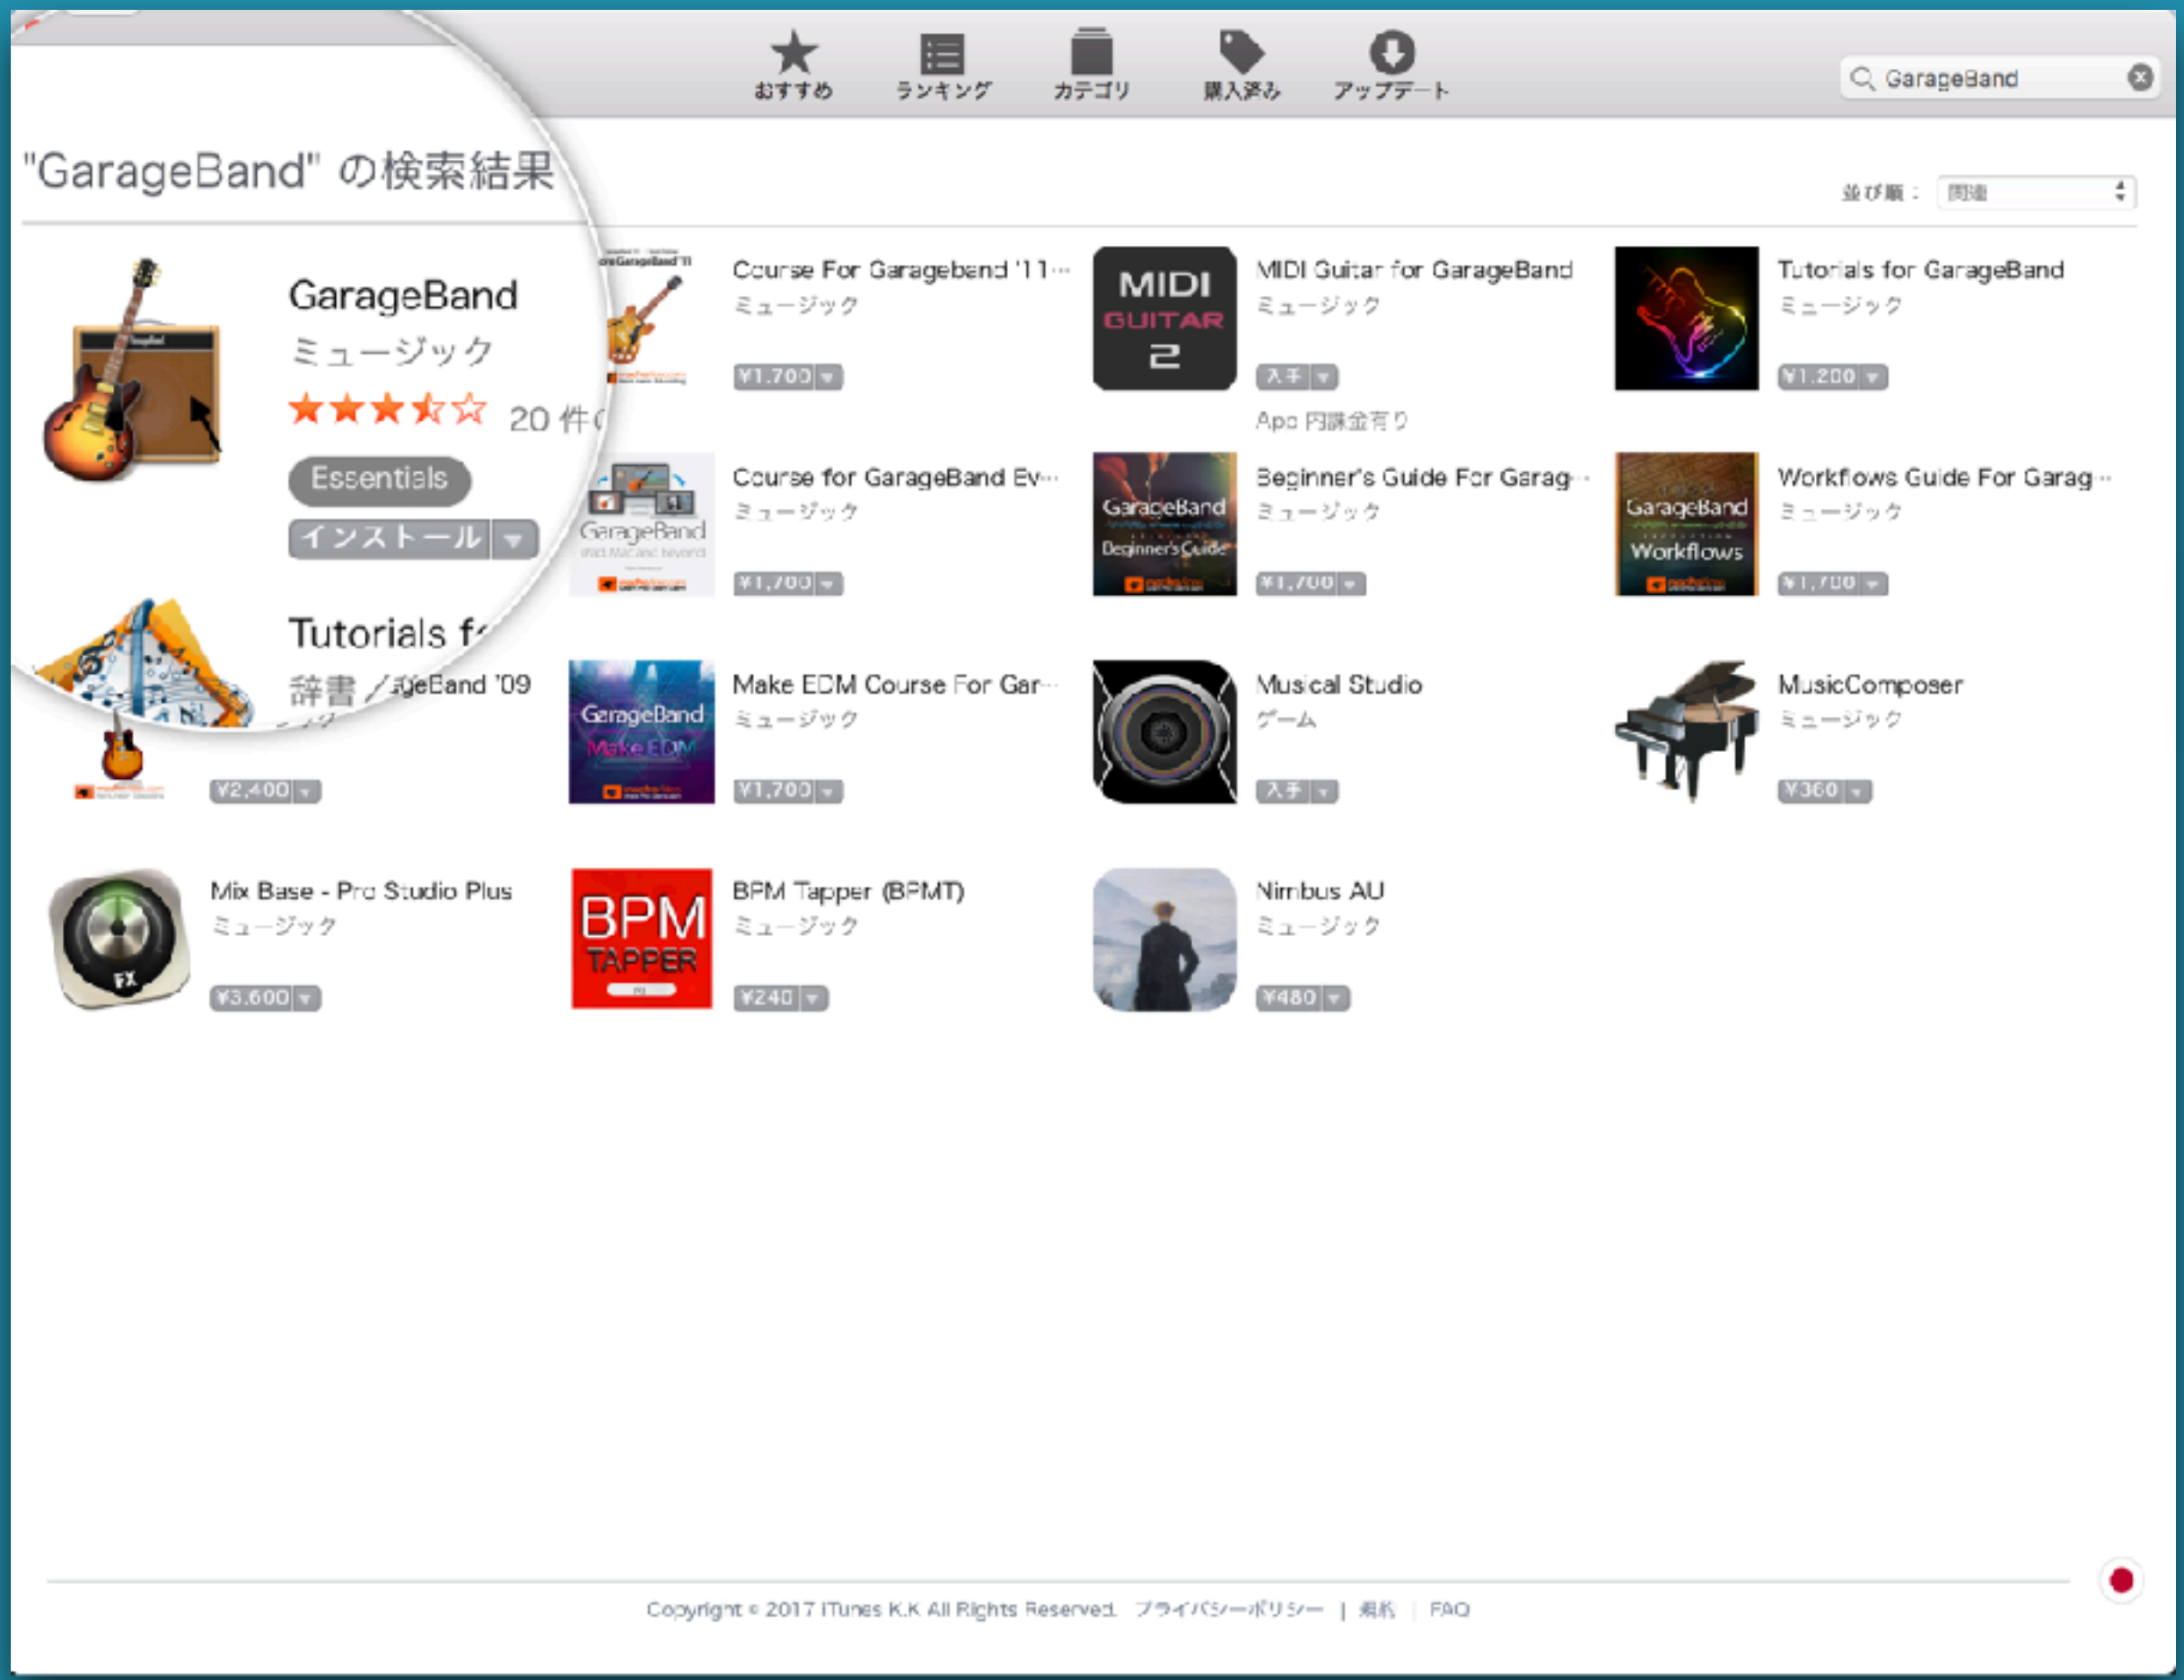 おすすめ
ランキング
カテゴリ
購入済み
アップデート
GarageBand
"GarageBand" の検索結果
並び順：
関連
GarageBand
ミュージック
20 件
Essentials
インストール
Course For Garageband '11…
ミュージック
¥1,700
MIDI
GUITAR
2
MIDI Guitar for GarageBand
ミュージック
入手
App 内課金有り
Tutorials for GarageBand
ミュージック
¥1,200
Tutorials
辞書 /
GarageBand
Course for GarageBand Ev…
ミュージック
¥1,700
GarageBand
Beginner's Guide
Beginner's Guide For Garag…
ミュージック
¥1,700
GarageBand
Workflows
Workflows Guide For Garag…
ミュージック
¥1,700
'09
¥2,400
GarageBand
Make EDM
Make EDM Course For Gar…
ミュージック
¥1,700
Musical Studio
ゲーム
入手
MusicComposer
ミュージック
¥360
FX
Mix Base - Pro Studio Plus
ミュージック
¥3,600
BPM
TAPPER
BPM Tapper (BPMT)
ミュージック
¥240
Nimbus AU
ミュージック
¥480
Copyright © 2017 iTunes K.K All Rights Reserved. プライバシーポリシー | 規約 | FAQ